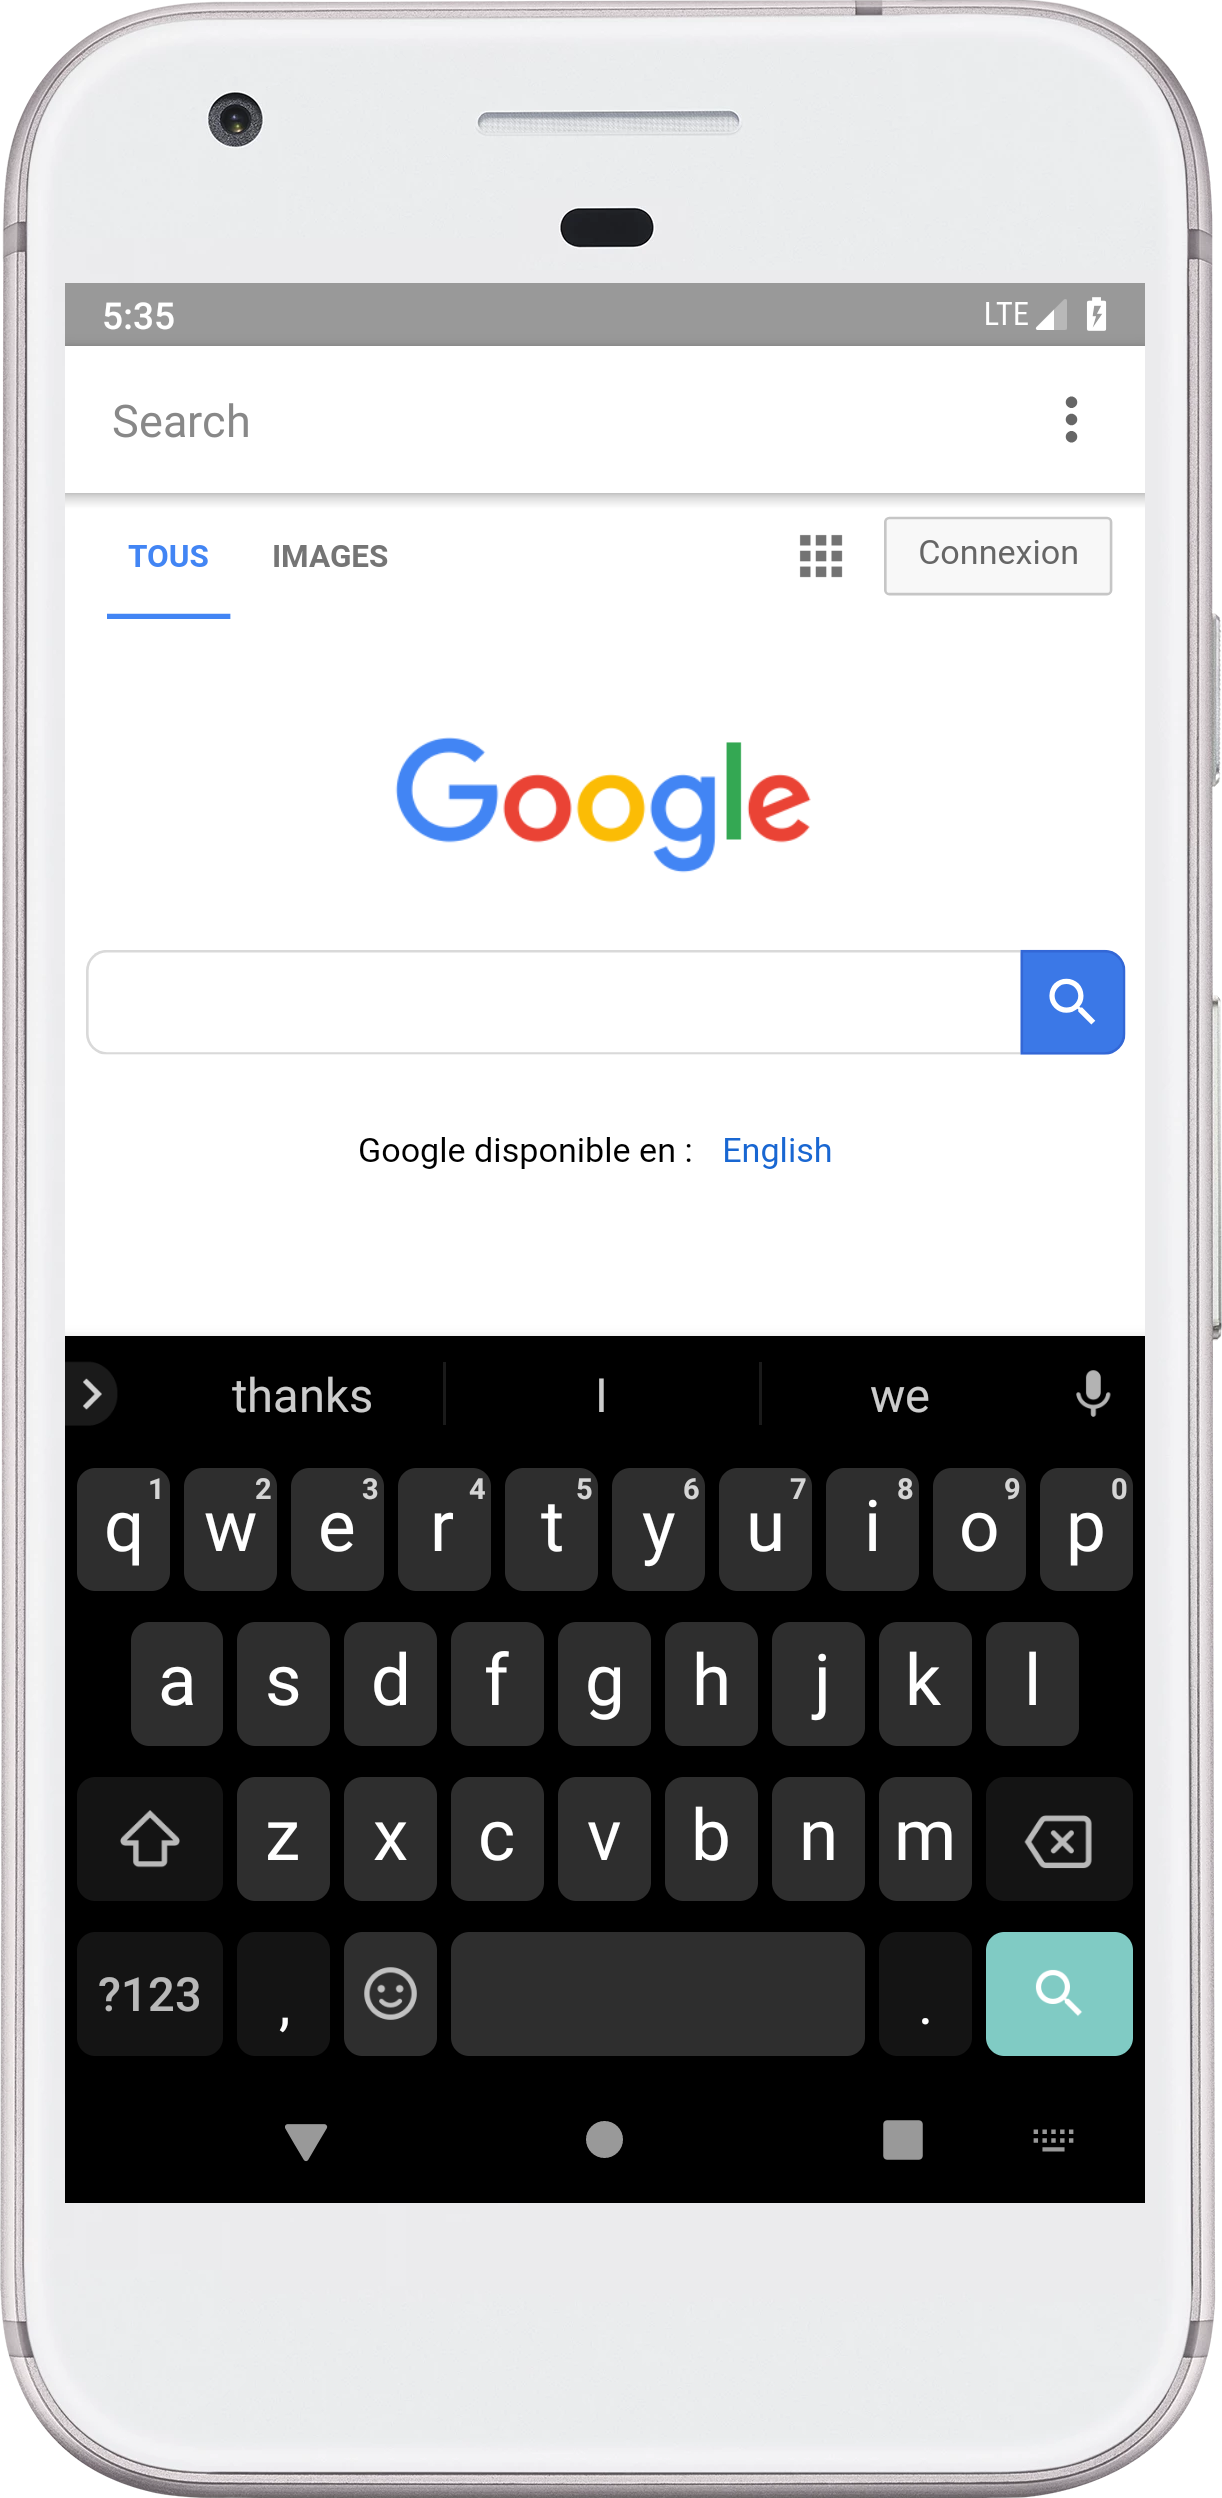 5:35 LTE
Search
TOUS IMAGES Connexion
Google
Google disponible en : English
thanks I we
1 2 3 4 5 6 7 8 9 0
q w e r t y u i o p
a s d f g h j k l
z x c v b n m
?123 , .